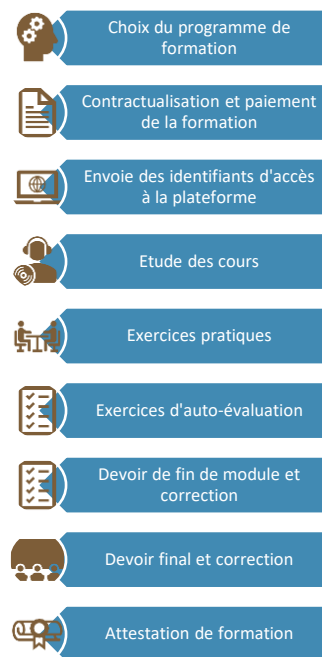 Choix du programme de
formation
Contractualisation et paiement
de la formation
Envoie des identifiants d'accès
à la plateforme
Etude des cours
Exercices pratiques
Exercices d'auto-évaluation
Devoir de fin de module et
correction
Devoir final et correction
Attestation de formation